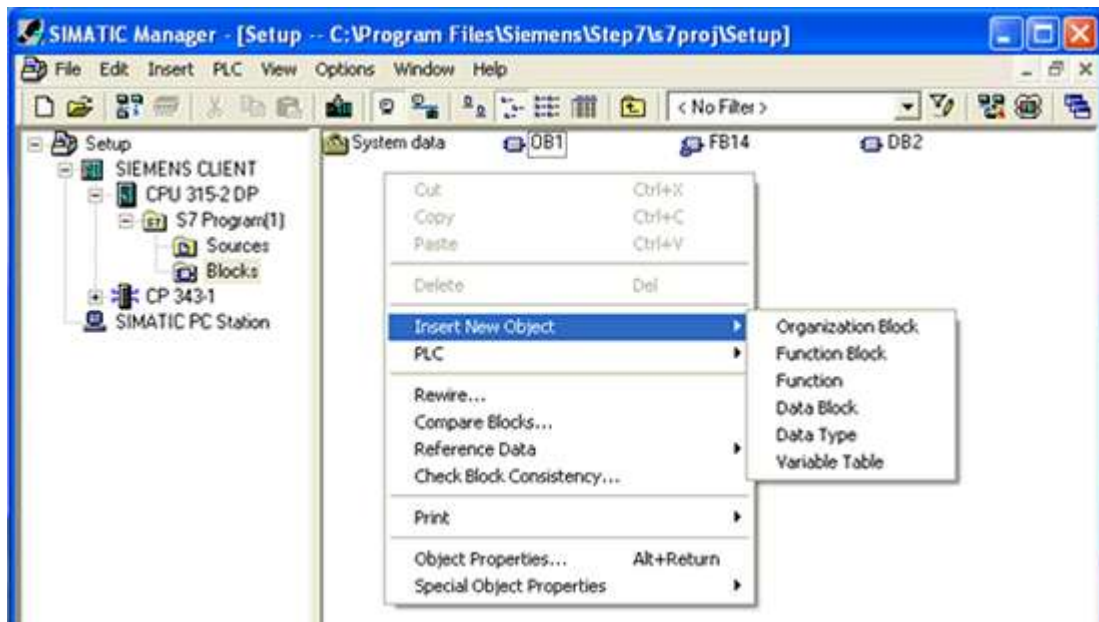 SIMATIC Manager - [Setup -- C:\Program Files\Siemens\Step7\s7proj\Setup]
File Edit Insert PLC View Options Window Help
< No Filter >
Setup
SIEMENS CLIENT
CPU 315-2 DP
S7 Program(1)
Sources
Blocks
CP 343-1
SIMATIC PC Station
System data OB1 FB14 DB2
Cut Ctrl+X
Copy Ctrl+C
Paste Ctrl+V
Delete Del
Insert New Object
PLC
Rewire...
Compare Blocks...
Reference Data
Check Block Consistency...
Print
Object Properties... Alt+Return
Special Object Properties
Organization Block
Function Block
Function
Data Block
Data Type
Variable Table